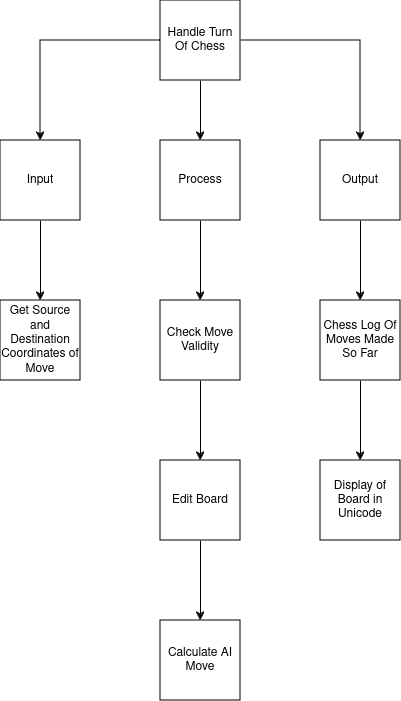 Handle Turn
Of Chess
Input
Process
Output
Get Source
and
Destination
Coordinates of
Move
Check Move
Validity
Chess Log Of
Moves Made
So Far
Edit Board
Display of
Board in
Unicode
Calculate AI
Move